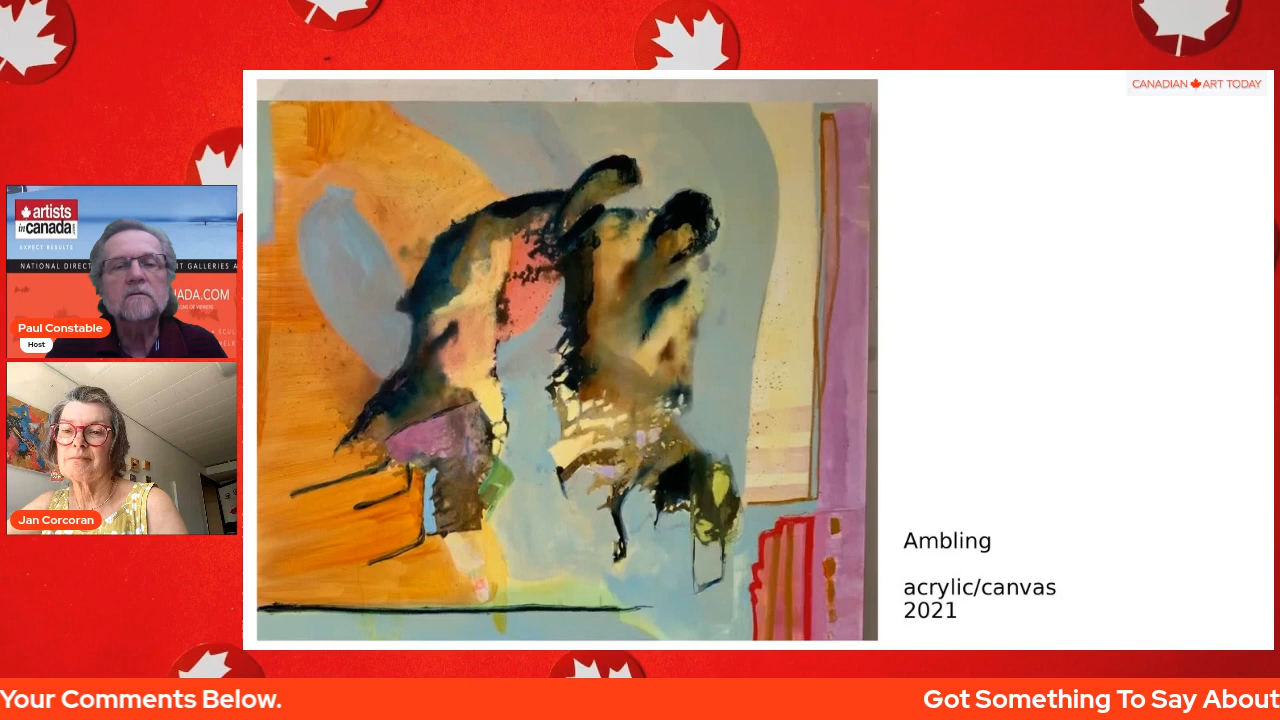 CANADIAN ART TODAY
artists
in canada
EXPECT RESULTS
NATIONAL DIRECT
T GALLERIES A
ADA.COM
Paul Constable
Host
Jan Corcoran
Ambling
acrylic/canvas
2021
Your Comments Below.
Got Something To Say About